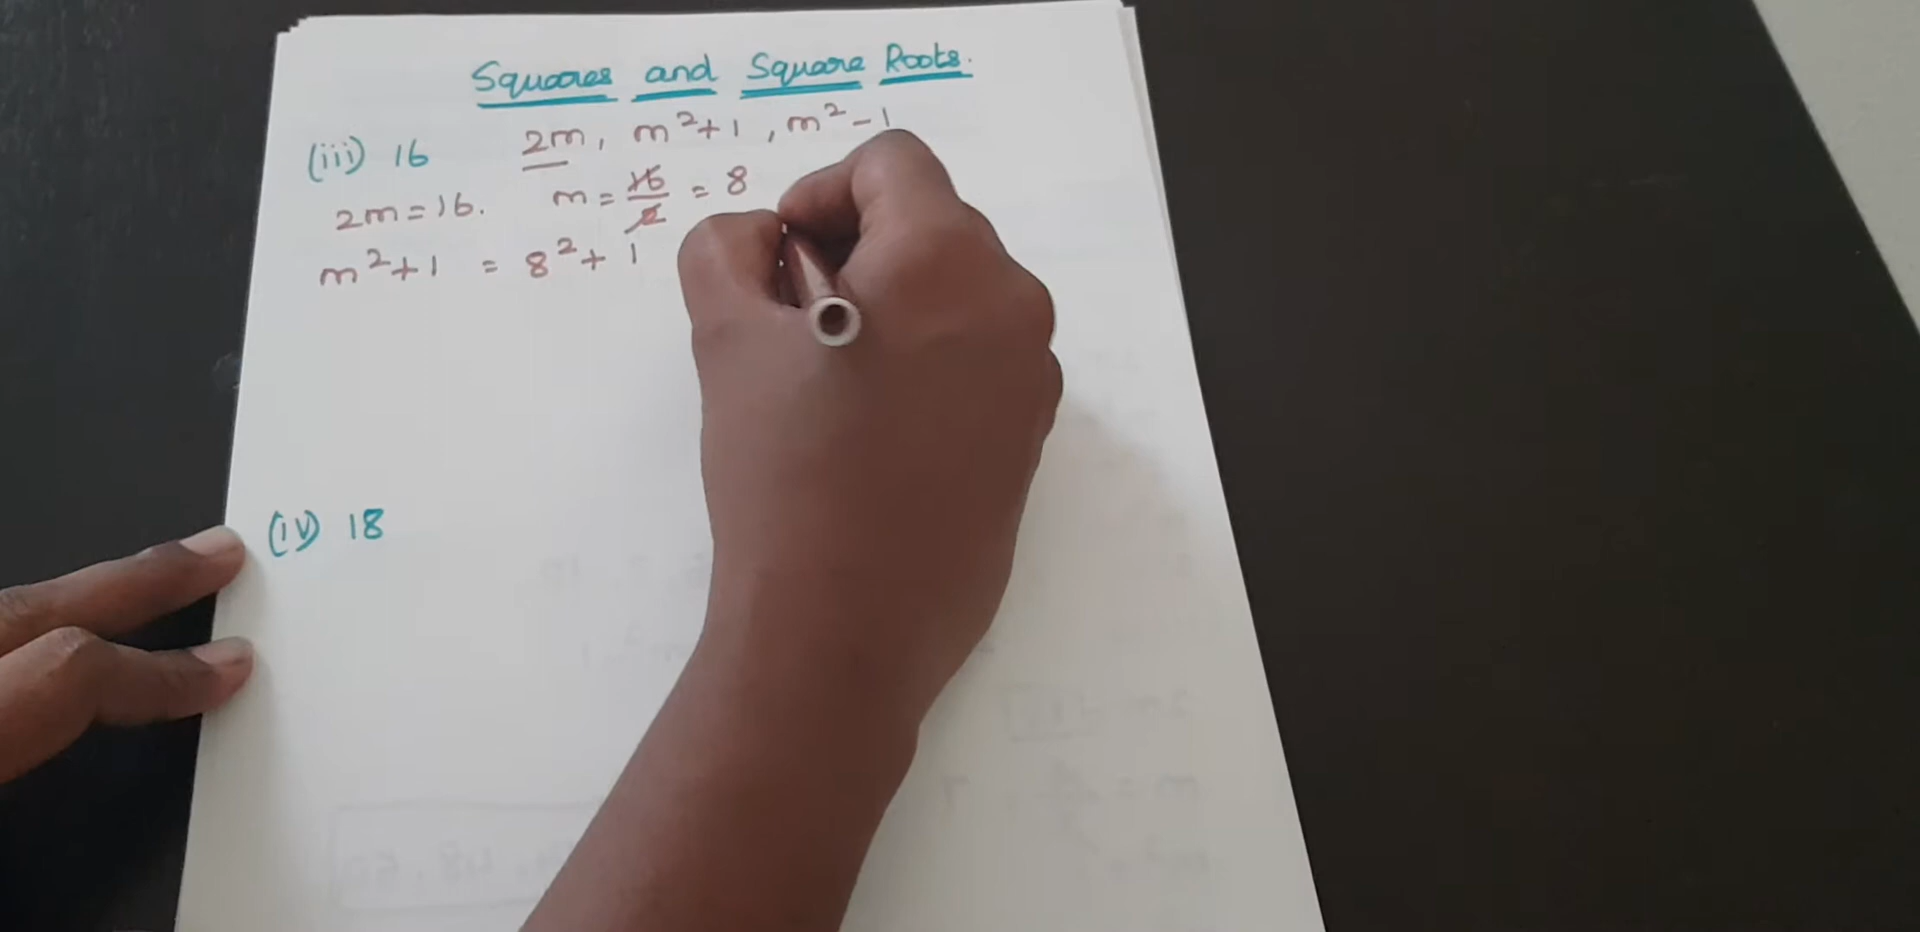 Squares and Square Roots.
(iii) 16 2m, m²+1, m²-1
2m=16. m = 16/2 = 8
m²+1 = 8²+1
(iv) 18